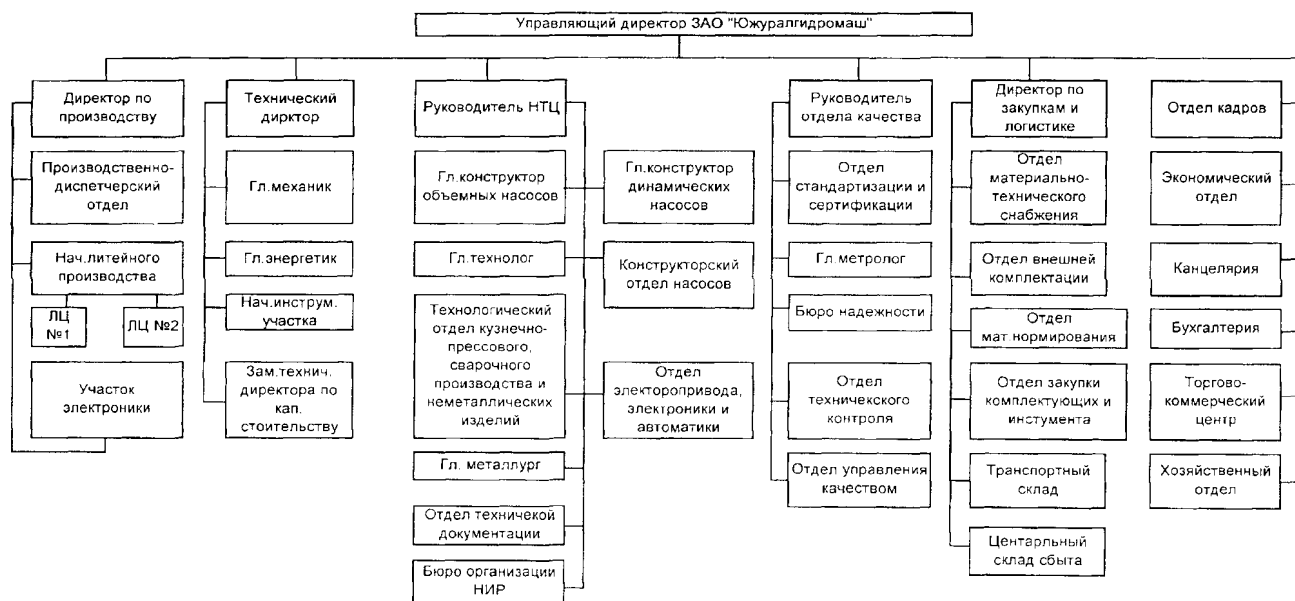 Управляющий директор ЗАО "Южуралгидромаш"
Директор по
производству
Производственно-
диспетчерский
отдел
Нач.литейного
производства
ЛЦ
№1
ЛЦ №2
Участок
электроники
Технический
дирктор
Гл.механик
Гл.энергетик
Нач.инструм.
участка
Зам.технич.
директора по
кап.
стоительству
Руководитель НТЦ
Гл.конструктор
объемных насосов
Гл.технолог
Технологический
отдел кузнечно-
прессового,
сварочного
производства и
неметаллических
изделий
Гл. металлург
Отдел техничекой
документации
Бюро организации
НИР
Гл.конструктор
динамических
насосов
Конструкторский
отдел насосов
Отдел
электоропривода,
электроники и
автоматики
Руководитель
отдела качества
Отдел
стандартизации и
сертификации
Гл.метролог
Бюро надежности
Отдел
техничекского
контроля
Отдел управления
качеством
Директор по
закупкам и
логистике
Отдел
материально-
технического
снабжения
Отдел внешней
комплектации
Отдел
мат.нормирования
Отдел закупки
комплектующих и
инстумента
Транспортный
склад
Центарльный
склад сбыта
Отдел кадров
Экономический
отдел
Канцелярия
Бухгалтерия
Торгово-
коммерческий
центр
Хозяйственный
отдел